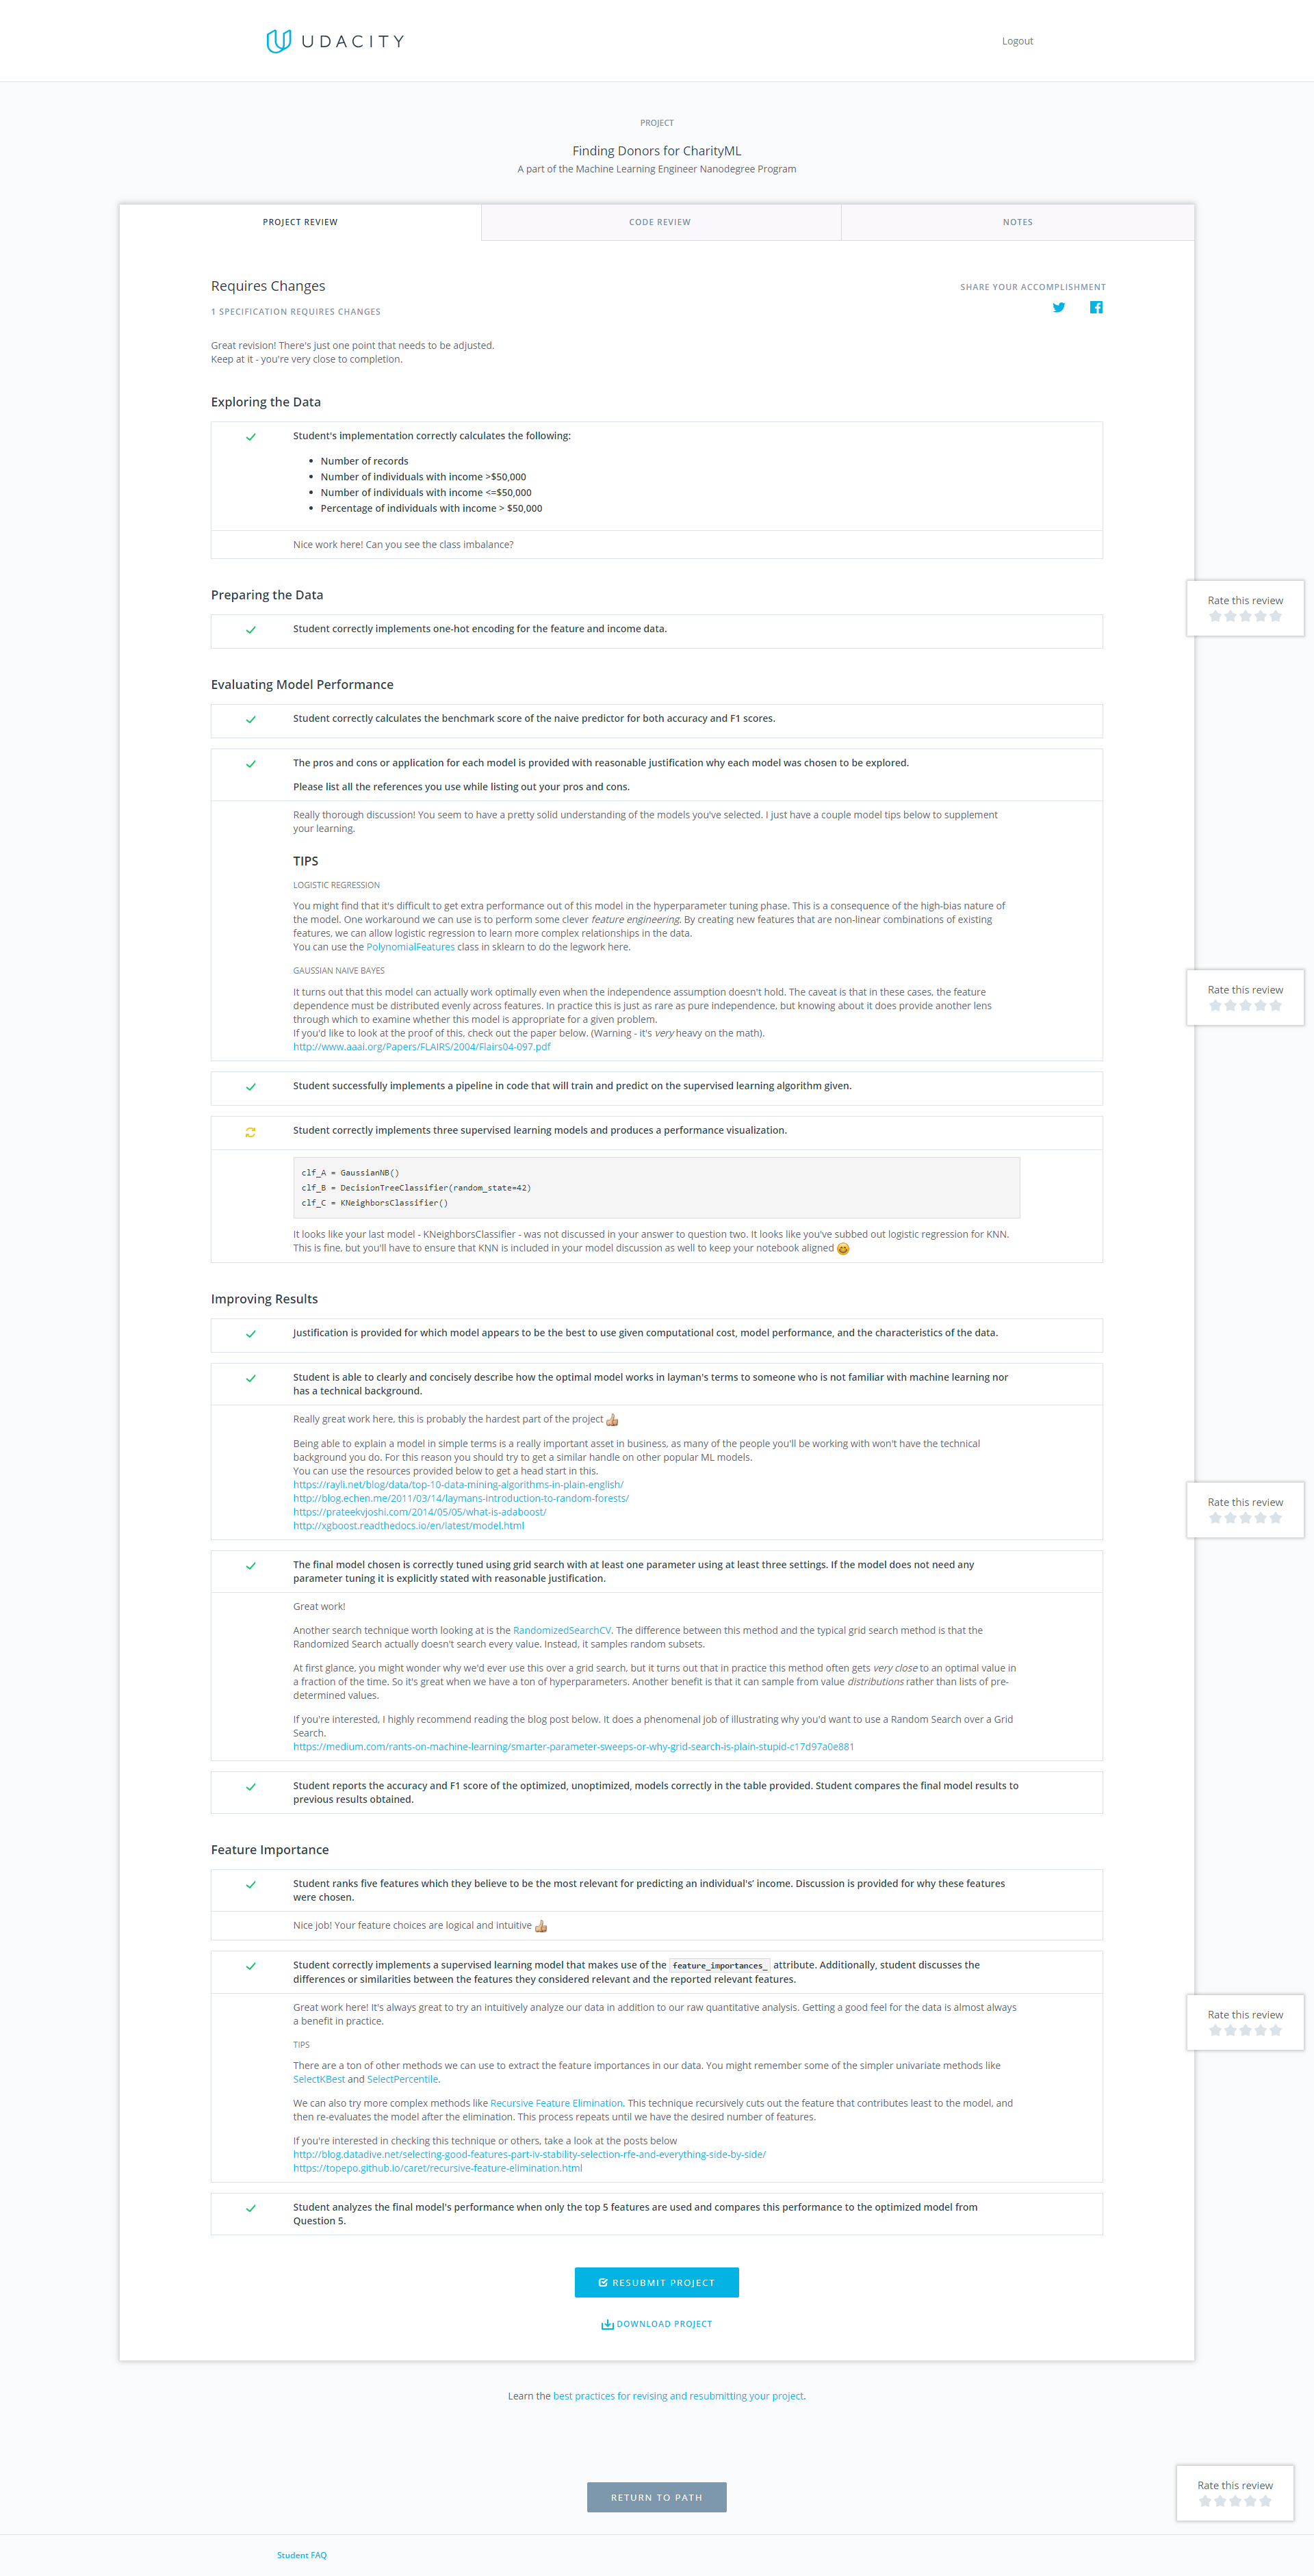 UDACITY
Logout
PROJECT
Finding Donors for CharityML
A part of the Machine Learning Engineer Nanodegree Program
PROJECT REVIEW
CODE REVIEW
NOTES
Requires Changes
SHARE YOUR ACCOMPLISHMENT
1 SPECIFICATION REQUIRES CHANGES
Great revision! There's just one point that needs to be adjusted.
Keep at it - you're very close to completion.
Exploring the Data
Student's implementation correctly calculates the following:
• Number of records
• Number of individuals with income >$50,000
• Number of individuals with income <=$50,000
• Percentage of individuals with income > $50,000
Nice work here! Can you see the class imbalance?
Preparing the Data
Rate this review
Student correctly implements one-hot encoding for the feature and income data.
Evaluating Model Performance
Student correctly calculates the benchmark score of the naive predictor for both accuracy and F1 scores.
The pros and cons or application for each model is provided with reasonable justification why each model was chosen to be explored.
Please list all the references you use while listing out your pros and cons.
Really thorough discussion! You seem to have a pretty solid understanding of the models you've selected. I just have a couple model tips below to supplement
your learning.
TIPS
LOGISTIC REGRESSION
You might find that it's difficult to get extra performance out of this model in the hyperparameter tuning phase. This is a consequence of the high-bias nature of
the model. One workaround we can use is to perform some clever feature engineering. By creating new features that are non-linear combinations of existing
features, we can allow logistic regression to learn more complex relationships in the data.
You can use the PolynomialFeatures class in sklearn to do the legwork here.
GAUSSIAN NAIVE BAYES
It turns out that this model can actually work optimally even when the independence assumption doesn't hold. The caveat is that in these cases, the feature
dependence must be distributed evenly across features. In practice this is just as rare as pure independence, but knowing about it does provide another lens
through which to examine whether this model is appropriate for a given problem.
If you'd like to look at the proof of this, check out the paper below. (Warning - it's very heavy on the math).
http://www.aaai.org/Papers/FLAIRS/2004/Flairs04-097.pdf
Rate this review
Student successfully implements a pipeline in code that will train and predict on the supervised learning algorithm given.
Student correctly implements three supervised learning models and produces a performance visualization.
clf_A = GaussianNB()
clf_B = DecisionTreeClassifier(random_state=42)
clf_C = KNeighborsClassifier()
It looks like your last model - KNeighborsClassifier - was not discussed in your answer to question two. It looks like you've subbed out logistic regression for KNN.
This is fine, but you'll have to ensure that KNN is included in your model discussion as well to keep your notebook aligned 😄
Improving Results
Justification is provided for which model appears to be the best to use given computational cost, model performance, and the characteristics of the data.
Student is able to clearly and concisely describe how the optimal model works in layman's terms to someone who is not familiar with machine learning nor
has a technical background.
Really great work here, this is probably the hardest part of the project 👍
Being able to explain a model in simple terms is a really important asset in business, as many of the people you'll be working with won't have the technical
background you do. For this reason you should try to get a similar handle on other popular ML models.
You can use the resources provided below to get a head start in this.
https://rayli.net/blog/data/top-10-data-mining-algorithms-in-plain-english/
http://blog.echen.me/2011/03/14/laymans-introduction-to-random-forests/
https://prateekvjoshi.com/2014/05/05/what-is-adaboost/
http://xgboost.readthedocs.io/en/latest/model.html
Rate this review
The final model chosen is correctly tuned using grid search with at least one parameter using at least three settings. If the model does not need any
parameter tuning it is explicitly stated with reasonable justification.
Great work!
Another search technique worth looking at is the RandomizedSearchCV. The difference between this method and the typical grid search method is that the
Randomized Search actually doesn't search every value. Instead, it samples random subsets.
At first glance, you might wonder why we'd ever use this over a grid search, but it turns out that in practice this method often gets very close to an optimal value in
a fraction of the time. So it's great when we have a ton of hyperparameters. Another benefit is that it can sample from value distributions rather than lists of pre-
determined values.
If you're interested, I highly recommend reading the blog post below. It does a phenomenal job of illustrating why you'd want to use a Random Search over a Grid
Search.
https://medium.com/rants-on-machine-learning/smarter-parameter-sweeps-or-why-grid-search-is-plain-stupid-c17d97a0e881
Student reports the accuracy and F1 score of the optimized, unoptimized, models correctly in the table provided. Student compares the final model results to
previous results obtained.
Feature Importance
Student ranks five features which they believe to be the most relevant for predicting an individual's' income. Discussion is provided for why these features
were chosen.
Nice job! Your feature choices are logical and intuitive 👍
Student correctly implements a supervised learning model that makes use of the feature_importances_ attribute. Additionally, student discusses the
differences or similarities between the features they considered relevant and the reported relevant features.
Great work here! It's always great to try an intuitively analyze our data in addition to our raw quantitative analysis. Getting a good feel for the data is almost always
a benefit in practice.
Rate this review
TIPS
There are a ton of other methods we can use to extract the feature importances in our data. You might remember some of the simpler univariate methods like
SelectKBest and SelectPercentile.
We can also try more complex methods like Recursive Feature Elimination. This technique recursively cuts out the feature that contributes least to the model, and
then re-evaluates the model after the elimination. This process repeats until we have the desired number of features.
If you're interested in checking this technique or others, take a look at the posts below
http://blog.datadive.net/selecting-good-features-part-iv-stability-selection-rfe-and-everything-side-by-side/
https://topepo.github.io/caret/recursive-feature-elimination.html
Student analyzes the final model's performance when only the top 5 features are used and compares this performance to the optimized model from
Question 5.
RESUBMIT PROJECT
DOWNLOAD PROJECT
Learn the best practices for revising and resubmitting your project.
Rate this review
RETURN TO PATH
Student FAQ